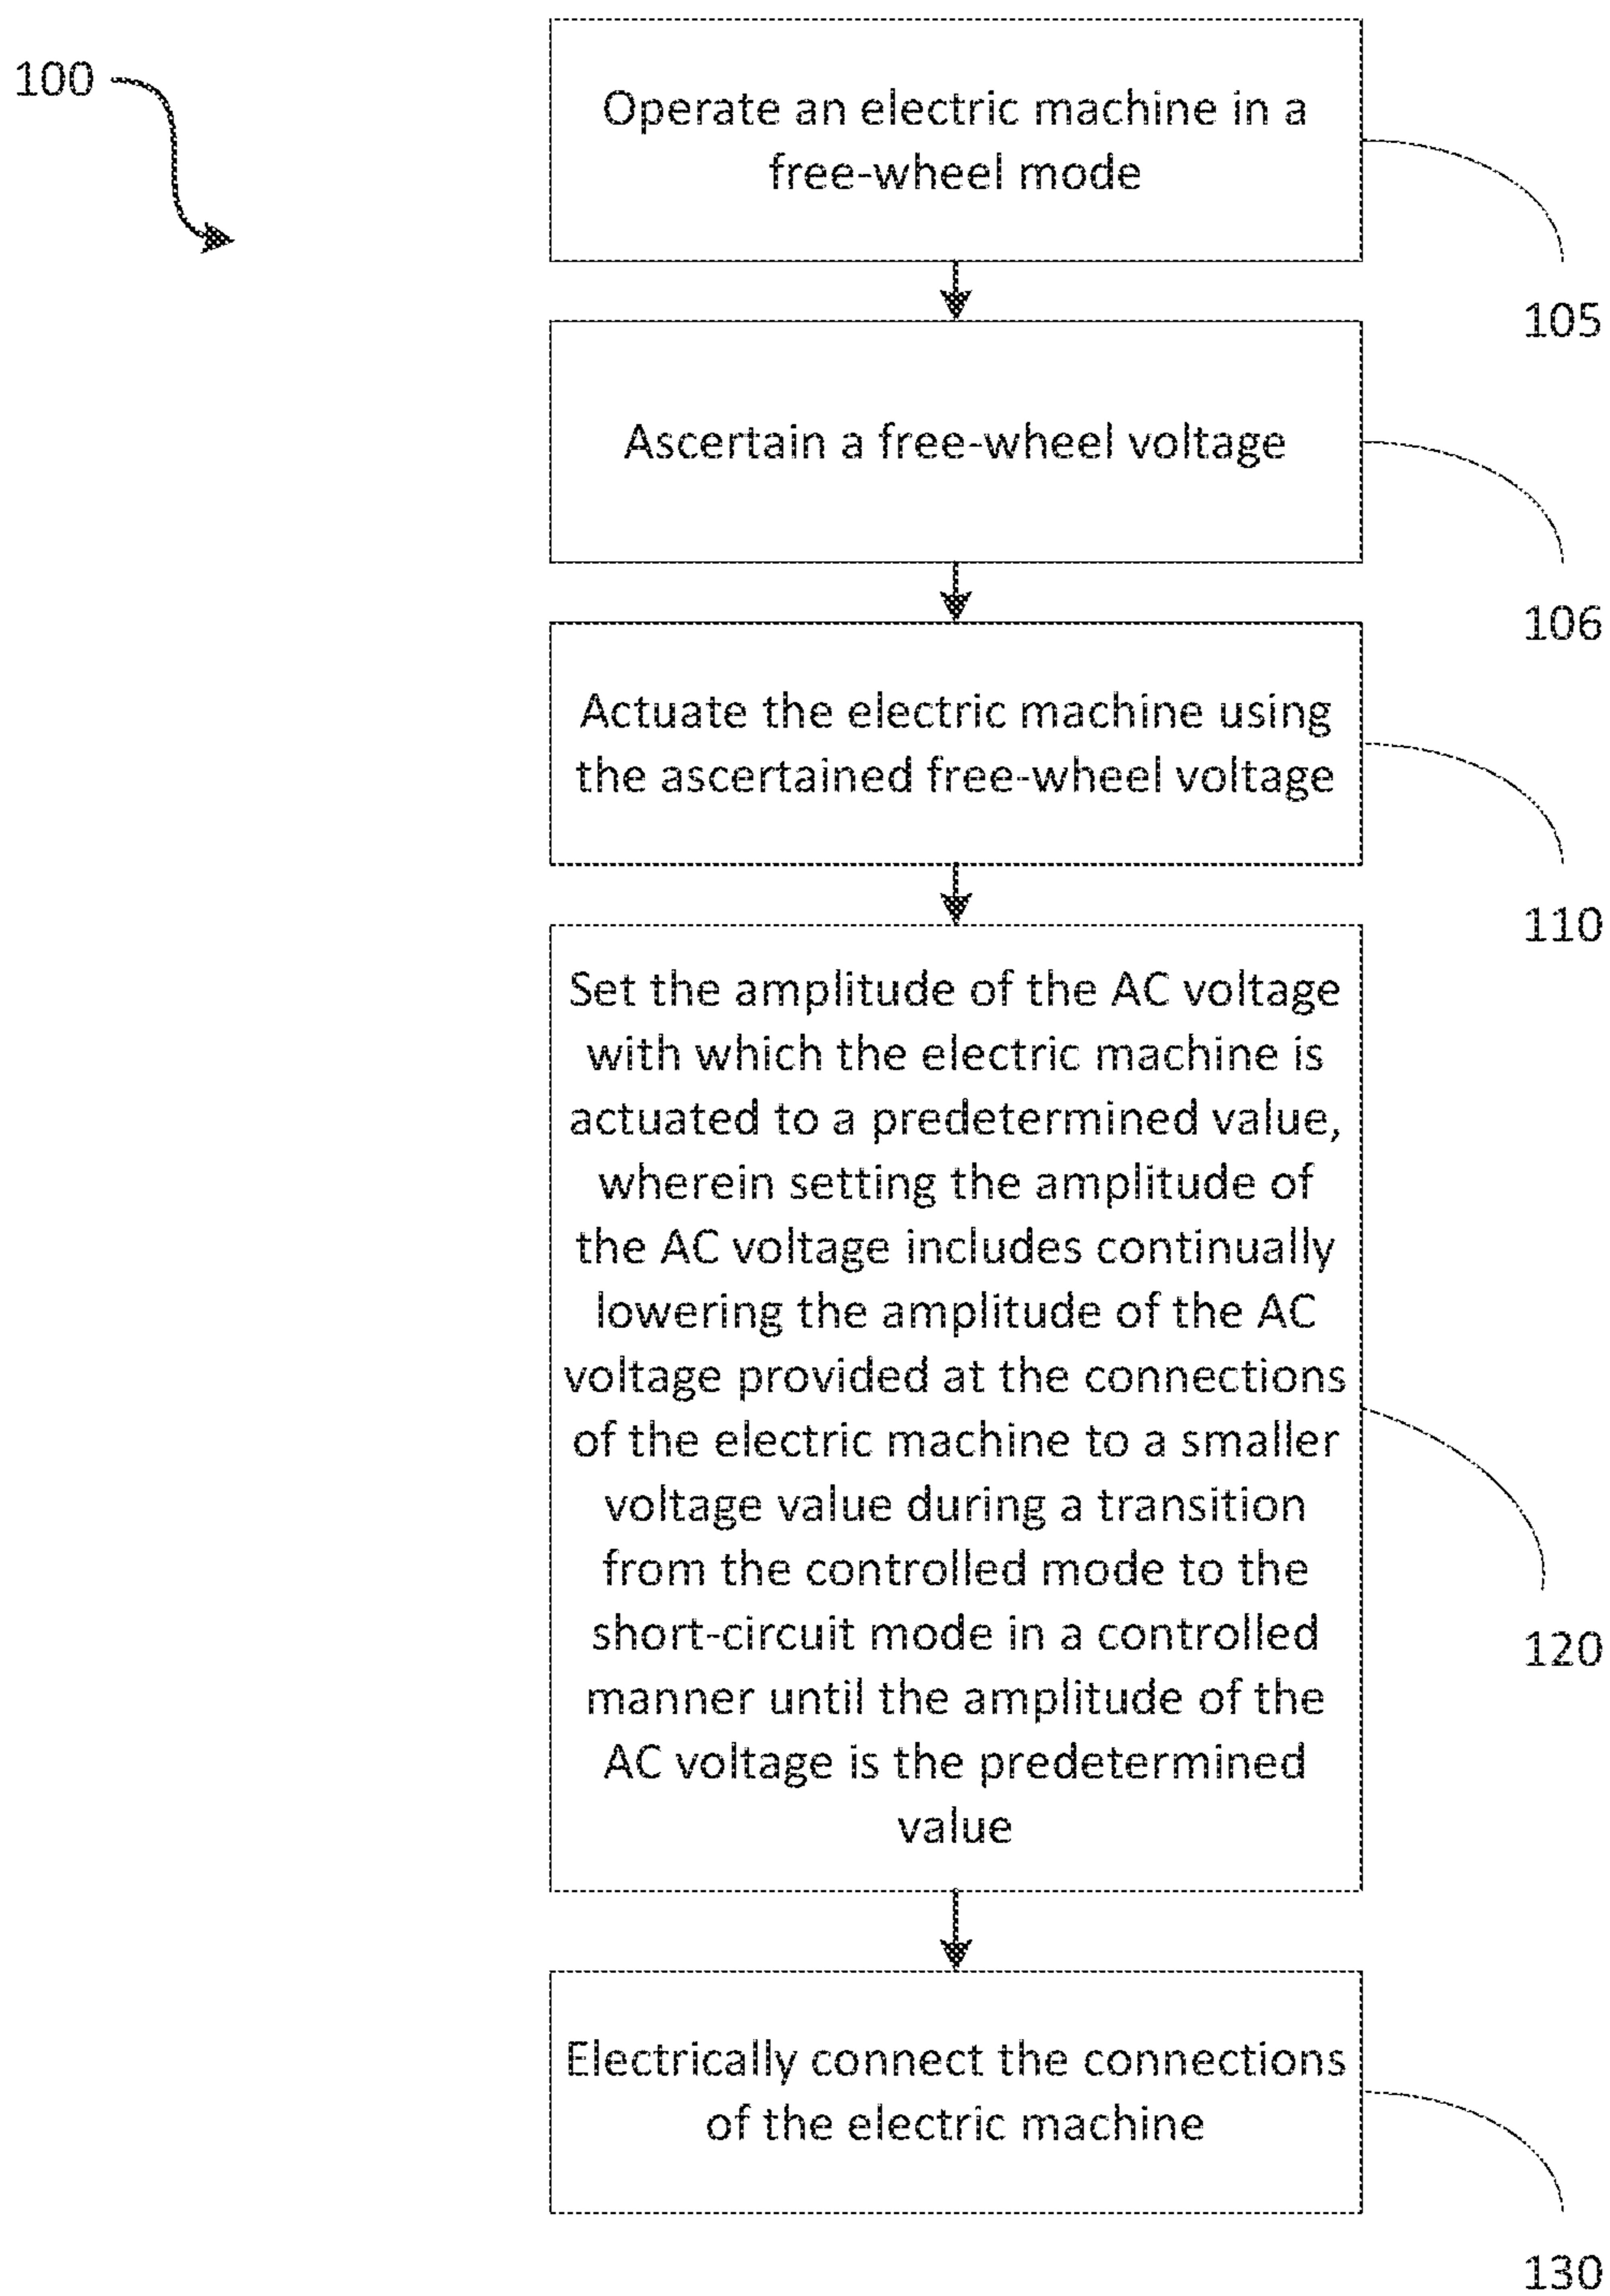 100
Operate an electric machine in a
free-wheel mode
105
Ascertain a free-wheel voltage
106
Actuate the electric machine using
the ascertained free-wheel voltage
110
Set the amplitude of the AC voltage
with which the electric machine is
actuated to a predetermined value,
wherein setting the amplitude of
the AC voltage includes continually
lowering the amplitude of the AC
voltage provided at the connections
of the electric machine to a smaller
voltage value during a transition
from the controlled mode to the
short-circuit mode in a controlled
manner until the amplitude of the
AC voltage is the predetermined
value
120
Electrically connect the connections
of the electric machine
130